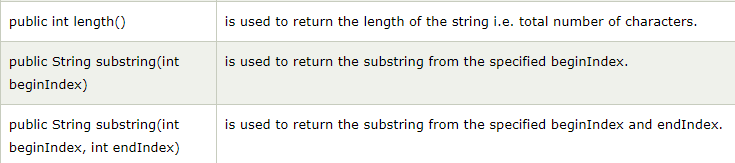 public int length()
is used to return the length of the string i.e. total number of characters.
public String substring(int
beginIndex)
is used to return the substring from the specified beginIndex.
public String substring(int
beginIndex, int endIndex)
is used to return the substring from the specified beginIndex and endIndex.